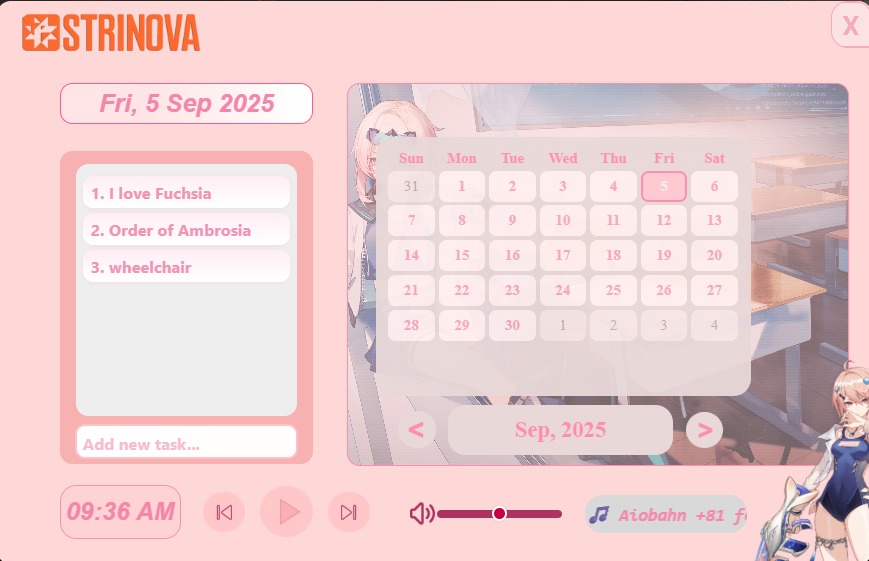 STRINOVA
X
Fri, 5 Sep 2025
1. I love Fuchsia
2. Order of Ambrosia
3. wheelchair
Add new task...
Sun Mon Tue Wed Thu Fri Sat
31 1 2 3 4 5 6
7 8 9 10 11 12 13
14 15 16 17 18 19 20
21 22 23 24 25 26 27
28 29 30 1 2 3 4
< Sep, 2025 >
09:36 AM
Aiobahn +81 f